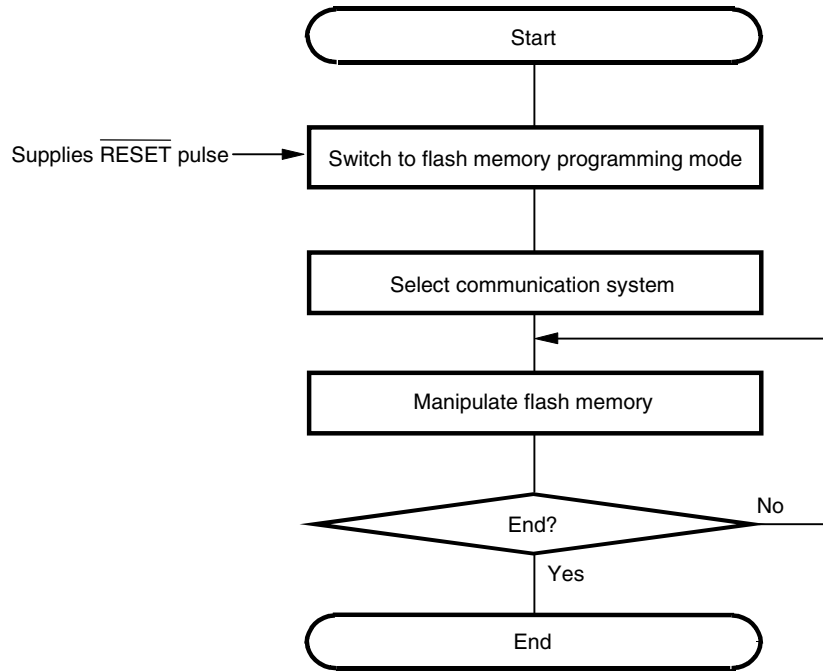 Start
Supplies R̅E̅S̅E̅T̅ pulse
Switch to flash memory programming mode
Select communication system
Manipulate flash memory
End?
No
Yes
End